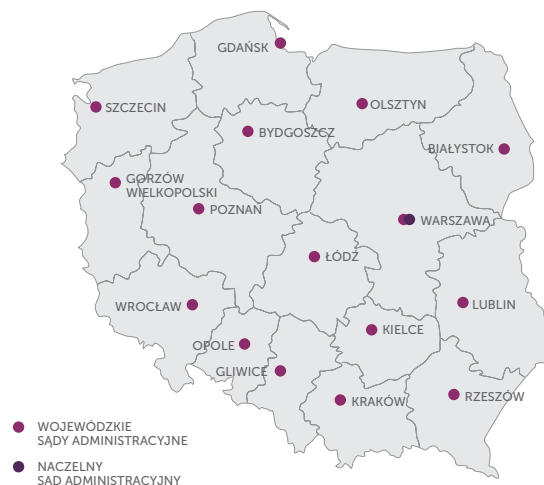 GDAŃSK
SZCZECIN
OLSZTYN
BYDGOSZCZ
BIAŁYSTOK
GORZÓW
WIELKOPOLSKI
POZNAŃ
WARSZAWA
ŁÓDŹ
WROCŁAW
LUBLIN
KIELCE
OPOLE
GLIWICE
KRAKÓW
RZESZÓW
WOJEWÓDZKIE
SĄDY ADMINISTRACYJNE
NACZELNY
SAD ADMINISTRACYJNY